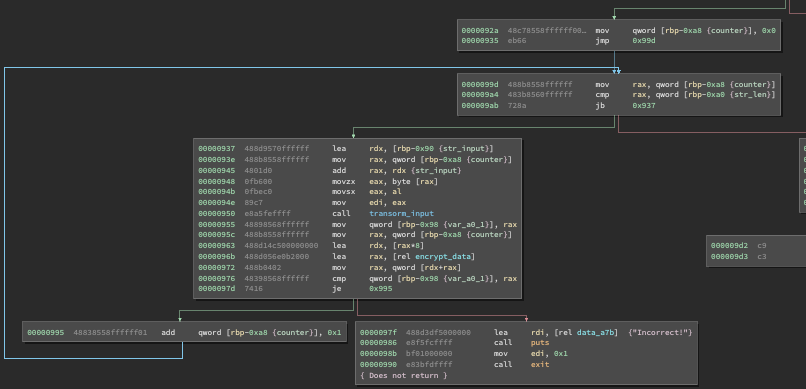 0000092a 48c78558ffffff00… mov qword [rbp-0xa8 {counter}], 0x0
00000935 eb66 jmp 0x99d
0000099d 488b8558ffffff mov rax, qword [rbp-0xa8 {counter}]
000009a4 483b8560ffffff cmp rax, qword [rbp-0xa0 {str_len}]
000009ab 728a jb 0x937
00000937 488d9570ffffff lea rdx, [rbp-0x90 {str_input}]
0000093e 488b8558ffffff mov rax, qword [rbp-0xa8 {counter}]
00000945 4801d0 add rax, rdx {str_input}
00000948 0fb600 movzx eax, byte [rax]
0000094b 0fbec0 movsx eax, al
0000094e 89c7 mov edi, eax
00000950 e8a5feffff call transorm_input
00000955 48898568ffffff mov qword [rbp-0x98 {var_a0_1}], rax
0000095c 488b8558ffffff mov rax, qword [rbp-0xa8 {counter}]
00000963 488d14c500000000 lea rdx, [rax*8]
0000096b 488d056e0b2000 lea rax, [rel encrypt_data]
00000972 488b0402 mov rax, qword [rdx+rax]
00000976 48398568ffffff cmp qword [rbp-0x98 {var_a0_1}], rax
0000097d 7416 je 0x995
000009d2 c9
000009d3 c3
00000995 48838558ffffff01 add qword [rbp-0xa8 {counter}], 0x1
0000097f 488d3df5000000 lea rdi, [rel data_a7b] {"Incorrect!"}
00000986 e8f5fcffff call puts
0000098b bf01000000 mov edi, 0x1
00000990 e83bfdffff call exit
{ Does not return }